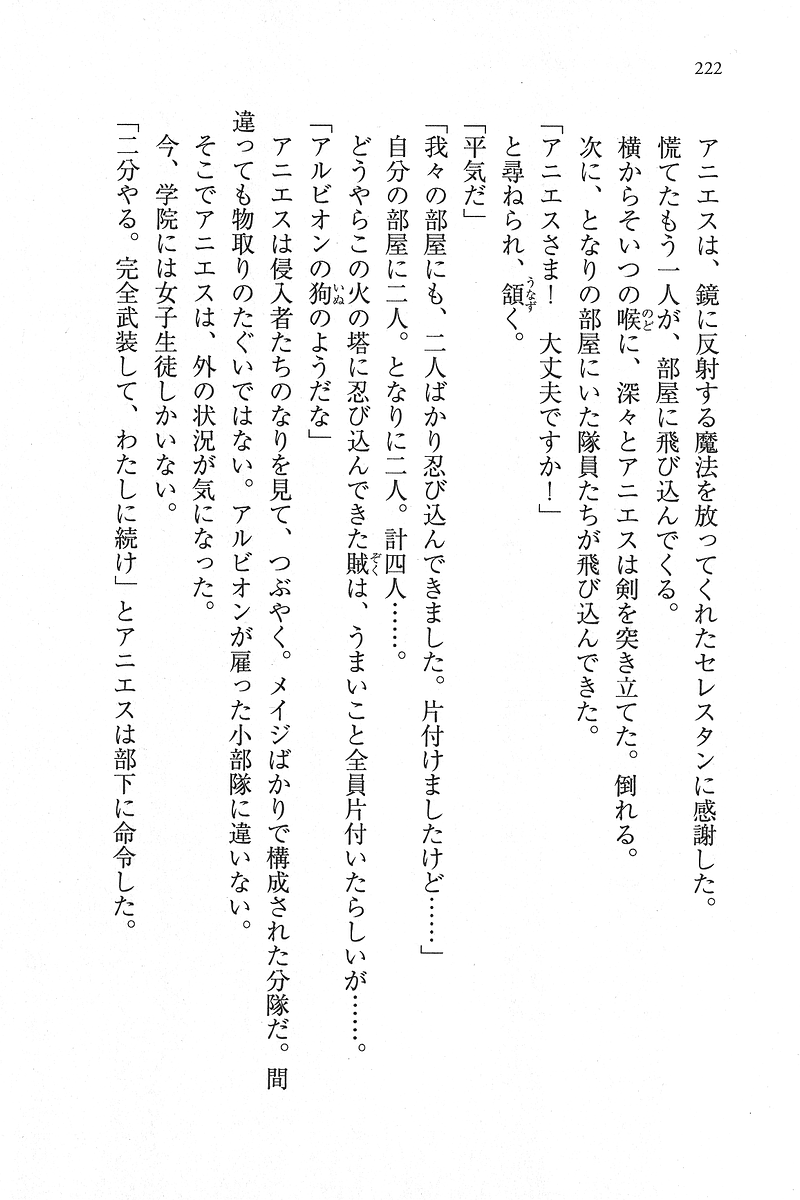 222
アニエスは、鏡に反射する魔法を放ってくれたセレスタンに感謝した。
慌てたもう一人が、部屋に飛び込んでくる。
横からそいつの喉に、深々とアニエスは剣を突き立てた。倒れる。
次に、となりの部屋にいた隊員たちが飛び込んできた。
「アニエスさま！　大丈夫ですか！」
と尋ねられ、頷く。
「平気だ」
「我々の部屋にも、二人ばかり忍び込んできました。片付けましたけど……」
自分の部屋に二人。となりに二人。計四人……。
どうやらこの火の塔に忍び込んできた賊は、うまいこと全員片付いたらしいが……。
「アルビオンの狗のようだな」
アニエスは侵入者たちのなりを見て、つぶやく。メイジばかりで構成された分隊だ。間
違っても物取りのたぐいではない。アルビオンが雇った小部隊に違いない。
そこでアニエスは、外の状況が気になった。
今、学院には女子生徒しかいない。
「二分やる。完全武装して、わたしに続け」とアニエスは部下に命令した。